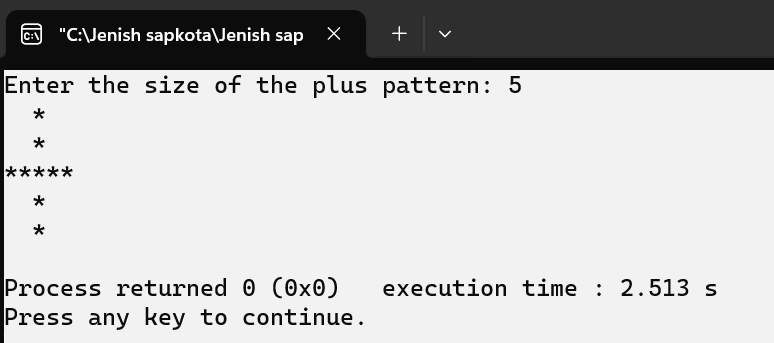 "C:\Jenish sapkota\Jenish sap
Enter the size of the plus pattern: 5
  *
  *
*****
  *
  *
Process returned 0 (0x0)   execution time : 2.513 s
Press any key to continue.